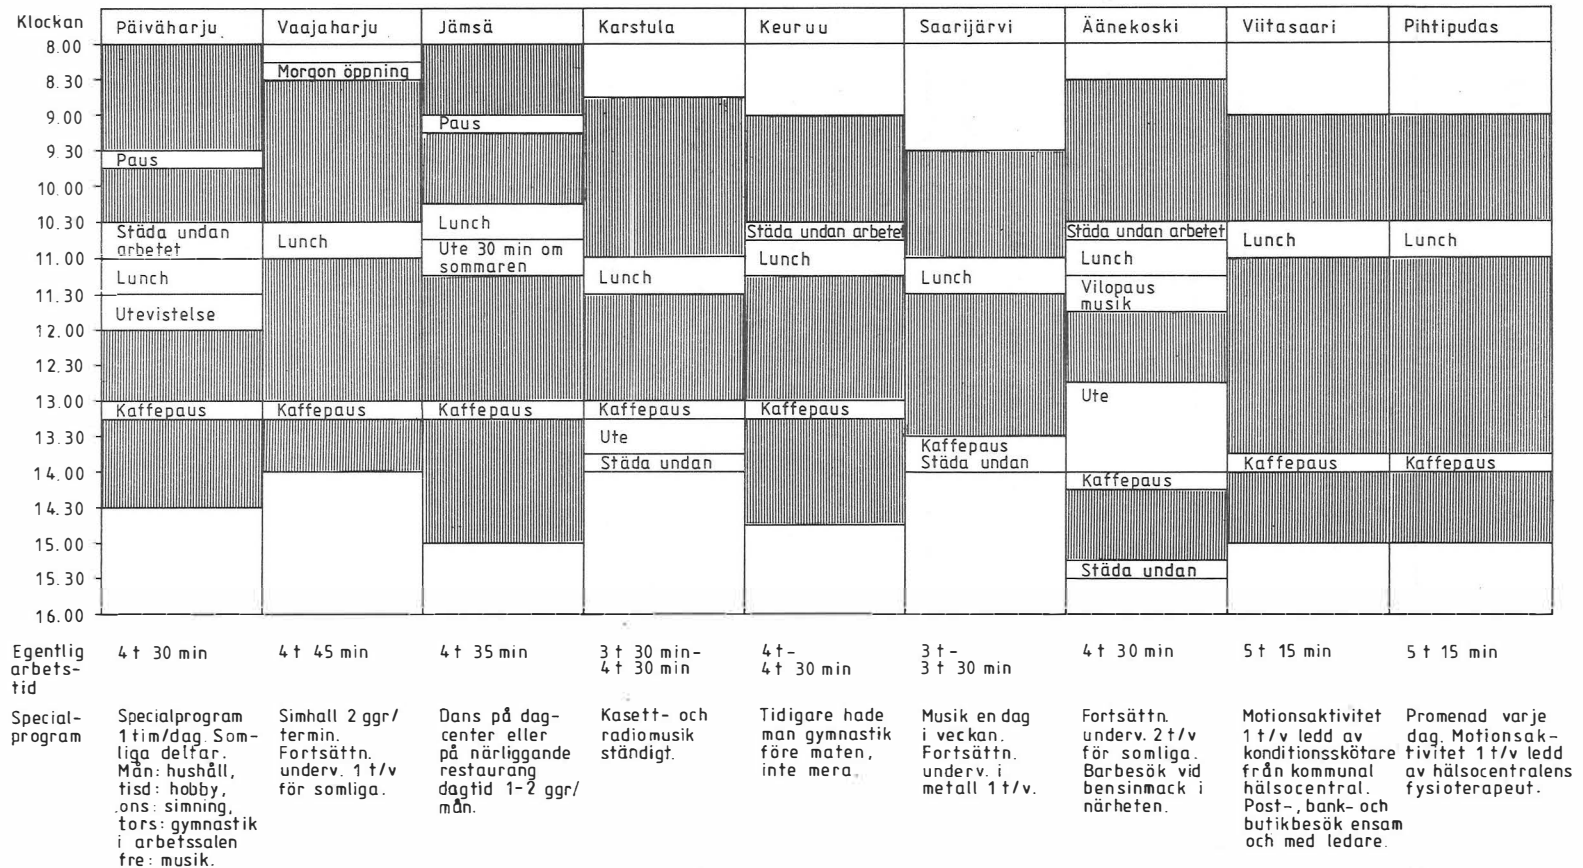 Klockan Päiväharju Vaajaharju Jämsä Karstula Keuruu Saarijärvi Äänekoski Viitasaari Pihtipudas
8.00
Morgon öppning
8.30
9.00
Paus
9.30
Paus
10.00
10.30
Städa undan
arbetet
Lunch
Lunch
Ute 30 min om
sommaren
Städa undan arbetet
Lunch
Städa undan arbetet
Lunch
Lunch
Lunch
11.00
Lunch
Lunch
Lunch
Vilopaus
musik
11.30
Utevistelse
12.00
12.30
Ute
13.00
Kaffepaus Kaffepaus Kaffepaus Kaffepaus Kaffepaus
13.30
Ute
Städa undan
Kaffepaus
Städa undan
Kaffepaus Kaffepaus
14.00
Kaffepaus
14.30
15.00
Städa undan
15.30
16.00
Egentlig
arbets-
tid
4 t 30 min
4 t 45 min
4 t 35 min
3 t 30 min-
4 t 30 min
4 t -
4 t 30 min
3 t -
3 t 30 min
4 t 30 min
5 t 15 min
5 t 15 min
Special-
program
Specialprogram
1 tim/dag. Som-
liga deltar.
Mån: hushåll,
tisd: hobby,
ons: simning,
tors: gymnastik
i arbetssalen
fre: musik.
Simhall 2 ggr/
termin.
Fortsättn.
underv. 1 t/v
för somliga.
Dans på dag-
center eller
på närliggande
restaurang
dagtid 1-2 ggr/
mån.
Kasett- och
radiomusik
ständigt.
Tidigare hade
man gymnastik
före maten,
inte mera.
Musik en dag
i veckan.
Fortsättn.
underv. i
metall 1 t/v.
Fortsättn.
underv. 2 t/v
för somliga.
Barbesök vid
bensinmack i
närheten.
Motionsaktivitet
1 t/v ledd av
konditionsskötare
från kommunal
hälsocentral.
Post-, bank- och
butikbesök ensam
och med ledare.
Promenad varje
dag. Motionsak-
tivitet 1 t/v ledd
av hälsocentralens
fysioterapeut.